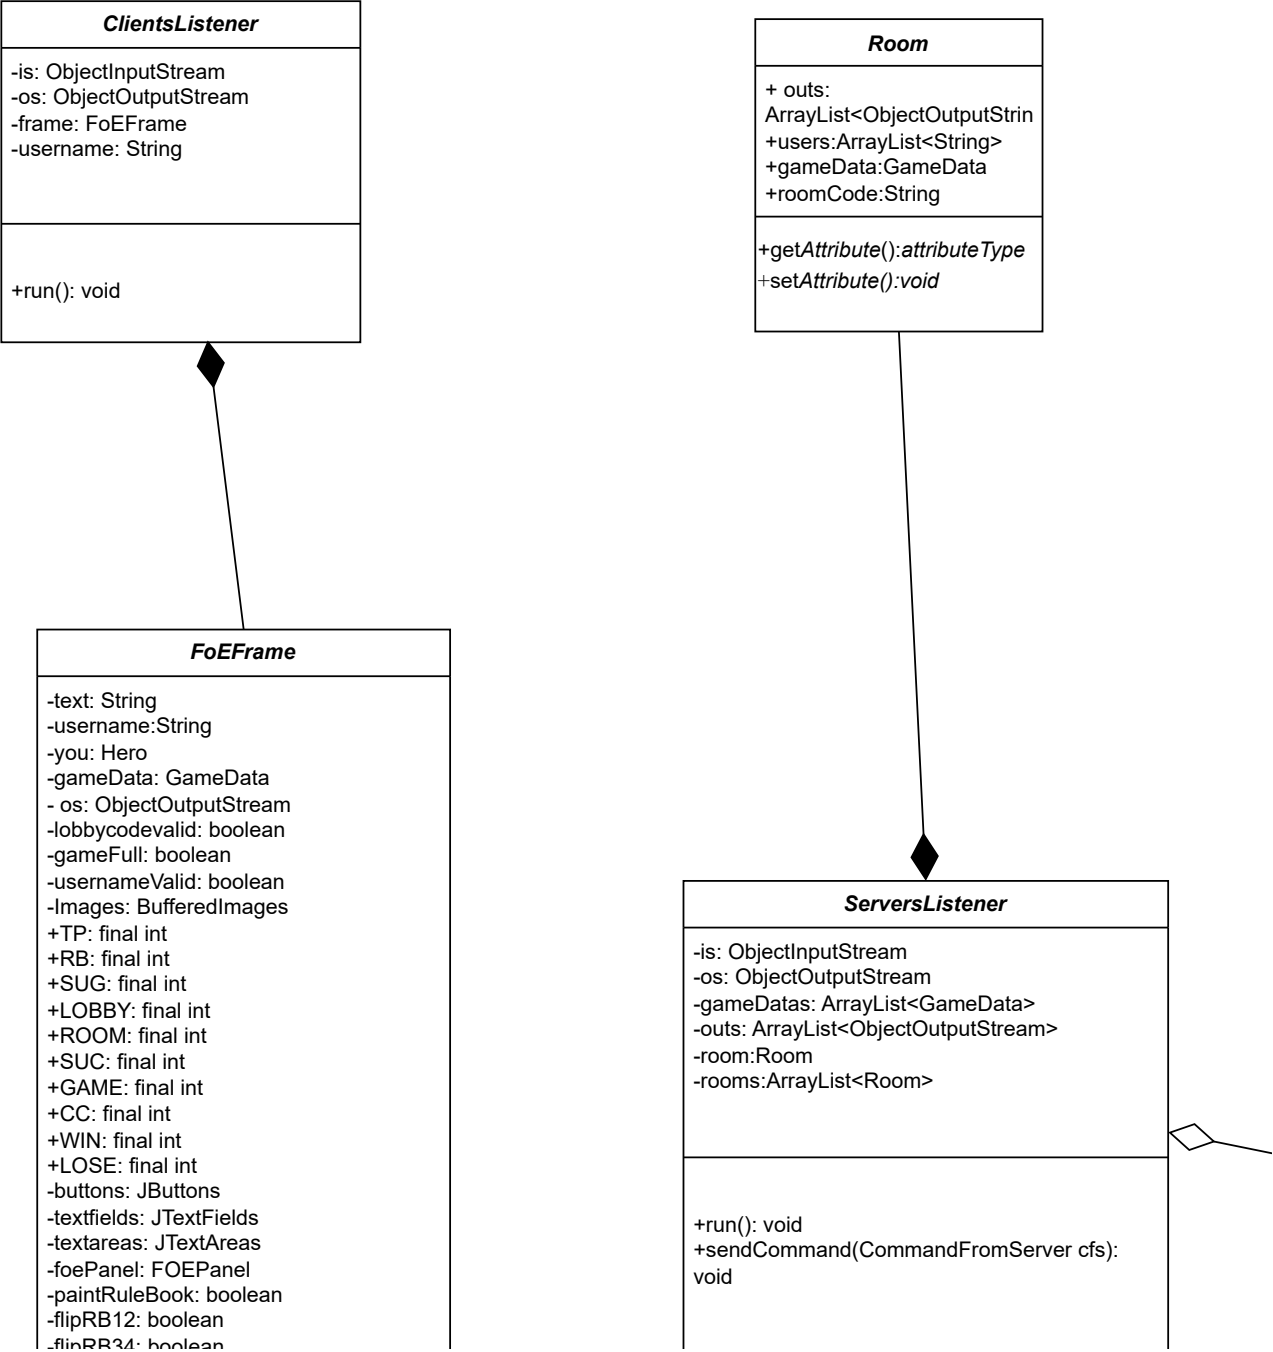 ClientsListener
-is: ObjectInputStream
-os: ObjectOutputStream
-frame: FoEFrame
-username: String
+run(): void
Room
+ outs:
ArrayList<ObjectOutputStrin
+users:ArrayList<String>
+gameData:GameData
+roomCode:String
+getAttribute():attributeType
+setAttribute():void
FoEFrame
-text: String
-username:String
-you: Hero
-gameData: GameData
- os: ObjectOutputStream
-lobbycodevalid: boolean
-gameFull: boolean
-usernameValid: boolean
-Images: BufferedImages
+TP: final int
+RB: final int
+SUG: final int
+LOBBY: final int
+ROOM: final int
+SUC: final int
+GAME: final int
+CC: final int
+WIN: final int
+LOSE: final int
-buttons: JButtons
-textfields: JTextFields
-textareas: JTextAreas
-foePanel: FOEPanel
-paintRuleBook: boolean
-flipRB12: boolean
-flipRB34: boolean
ServersListener
-is: ObjectInputStream
-os: ObjectOutputStream
-gameDatas: ArrayList<GameData>
-outs: ArrayList<ObjectOutputStream>
-room:Room
-rooms:ArrayList<Room>
+run(): void
+sendCommand(CommandFromServer cfs):
void